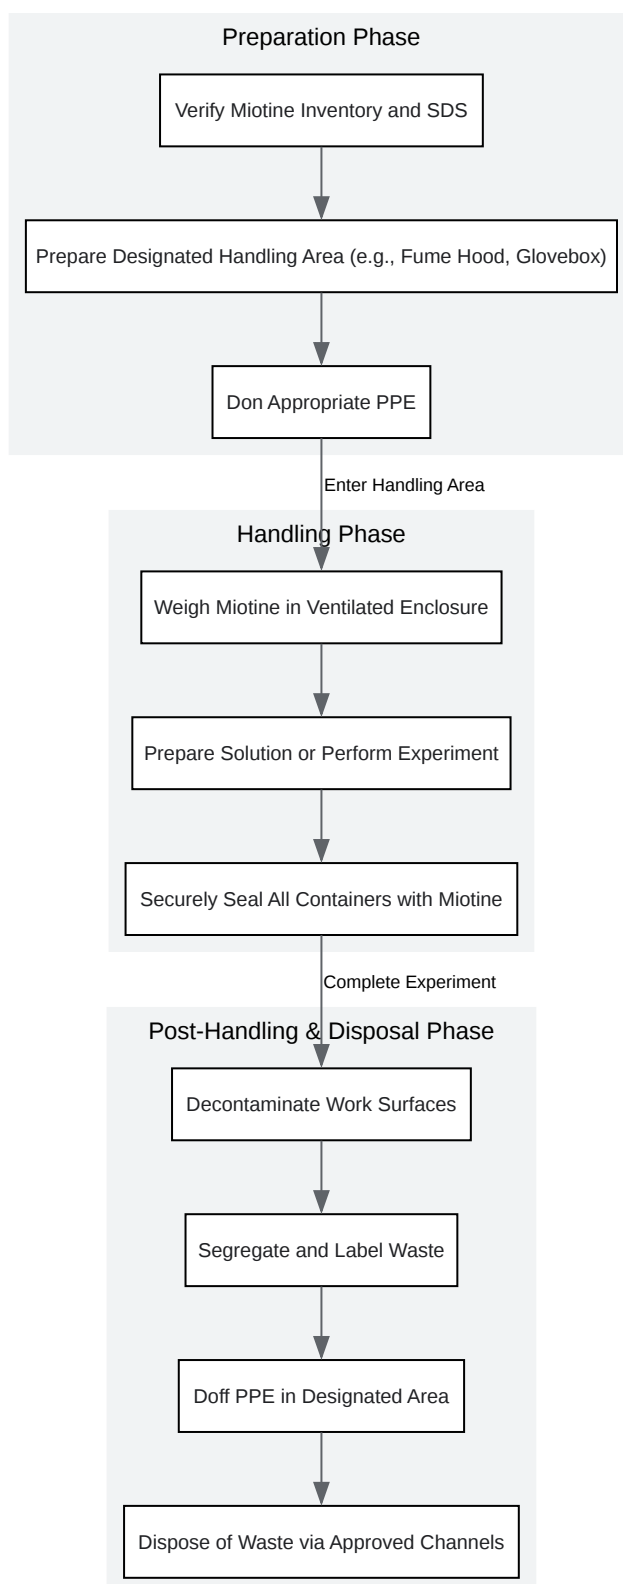 Preparation Phase
Verify Miotine Inventory and SDS
Prepare Designated Handling Area (e.g., Fume Hood, Glovebox)
Don Appropriate PPE
Enter Handling Area
Handling Phase
Weigh Miotine in Ventilated Enclosure
Prepare Solution or Perform Experiment
Securely Seal All Containers with Miotine
Complete Experiment
Post-Handling & Disposal Phase
Decontaminate Work Surfaces
Segregate and Label Waste
Doff PPE in Designated Area
Dispose of Waste via Approved Channels